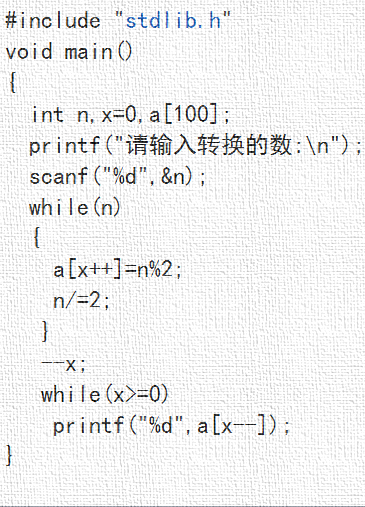 #include "stdlib.h"
void main()
{
int n,x=0,a[100];
printf("请输入转换的数:\n");
scanf("%d",&n);
while(n)
{
a[x++]=n%2;
n/=2;
}
--x;
while(x>=0)
printf("%d",a[x--]);
}